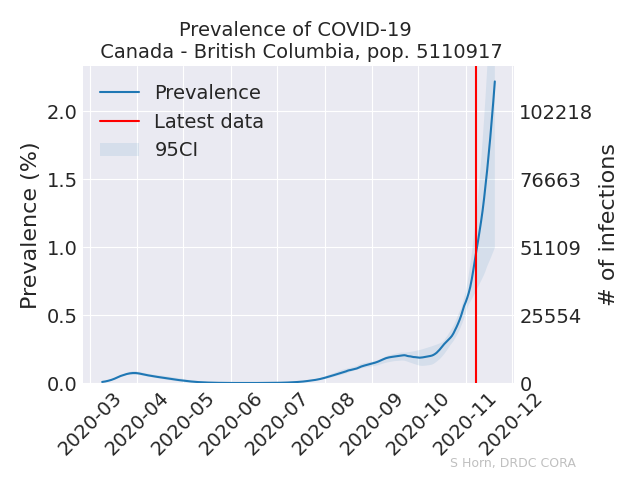 Prevalence of COVID-19
Canada - British Columbia, pop. 5110917
Prevalence
Latest data
95CI
Prevalence (%)
2.0
1.5
1.0
0.5
0.0
102218
76663
51109
25554
0
# of infections
2020-03
2020-04
2020-05
2020-06
2020-07
2020-08
2020-09
2020-10
2020-11
2020-12
S Horn, DRDC CORA